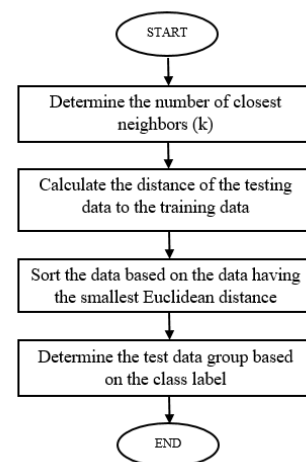 START
Determine the number of closest
neighbors (k)
Calculate the distance of the testing
data to the training data
Sort the data based on the data having
the smallest Euclidean distance
Determine the test data group based
on the class label
END